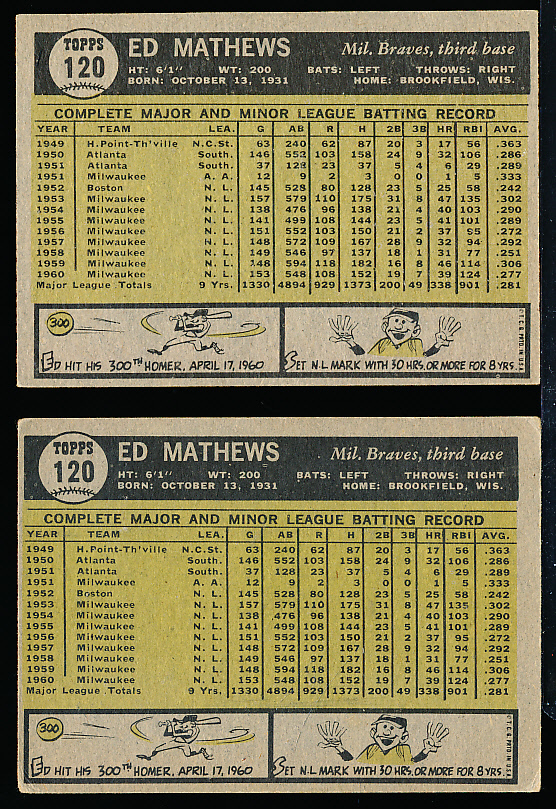 TOPPS
120
ED MATHEWS Mil. Braves, third base
HT: 6'1" WT: 200 BATS: LEFT THROWS: RIGHT
BORN: OCTOBER 13, 1931 HOME: BROOKFIELD, WIS.
COMPLETE MAJOR AND MINOR LEAGUE BATTING RECORD
YEAR TEAM LEA. G AB R H 2B 3B HR RBI AVG.
1949 H.Point-Th'ville N.C.St. 63 240 62 87 20 3 17 56 .363
1950 Atlanta South. 146 552 103 158 24 9 32 106 .286
1951 Atlanta South. 37 128 23 37 5 4 6 29 .289
1951 Milwaukee A. A. 12 9 2 3 0 0 1 5 .333
1952 Boston N. L. 145 528 80 128 23 5 25 58 .242
1953 Milwaukee N. L. 157 579 110 175 31 8 47 135 .302
1954 Milwaukee N. L. 138 476 96 138 21 4 40 103 .290
1955 Milwaukee N. L. 141 499 108 144 23 5 41 101 .289
1956 Milwaukee N. L. 151 552 103 150 21 2 37 95 .272
1957 Milwaukee N. L. 148 572 109 167 28 9 32 94 .292
1958 Milwaukee N. L. 149 546 97 137 18 1 31 77 .251
1959 Milwaukee N. L. 148 594 118 182 16 8 46 114 .306
1960 Milwaukee N. L. 153 548 108 152 19 7 39 124 .277
Major League Totals 9 Yrs. 1330 4894 929 1373 200 49 338 901 .281
300
ED HIT HIS 300TH HOMER, APRIL 17, 1960
SET N.L MARK WITH 30 HRS. OR MORE FOR 8 YRS.
©T.C.G. PRTD. IN U.S.A.
TOPPS
120
ED MATHEWS Mil. Braves, third base
HT: 6'1" WT: 200 BATS: LEFT THROWS: RIGHT
BORN: OCTOBER 13, 1931 HOME: BROOKFIELD, WIS.
COMPLETE MAJOR AND MINOR LEAGUE BATTING RECORD
YEAR TEAM LEA. G AB R H 2B 3B HR RBI AVG.
1949 H.Point-Th'ville N.C.St. 63 240 62 87 20 3 17 56 .363
1950 Atlanta South. 146 552 103 158 24 9 32 106 .286
1951 Atlanta South. 37 128 23 37 5 4 6 29 .289
1951 Milwaukee A. A. 12 9 2 3 0 0 1 5 .333
1952 Boston N. L. 145 528 80 128 23 5 25 58 .242
1953 Milwaukee N. L. 157 579 110 175 31 8 47 135 .302
1954 Milwaukee N. L. 138 476 96 138 21 4 40 103 .290
1955 Milwaukee N. L. 141 499 108 144 23 5 41 101 .289
1956 Milwaukee N. L. 151 552 103 150 21 2 37 95 .272
1957 Milwaukee N. L. 148 572 109 167 28 9 32 94 .292
1958 Milwaukee N. L. 149 546 97 137 18 1 31 77 .251
1959 Milwaukee N. L. 148 594 118 182 16 8 46 114 .306
1960 Milwaukee N. L. 153 548 108 152 19 7 39 124 .277
Major League Totals 9 Yrs. 1330 4894 929 1373 200 49 338 901 .281
300
ED HIT HIS 300TH HOMER, APRIL 17, 1960
SET N.L MARK WITH 30 HRS. OR MORE FOR 8 YRS.
©T.C.G. PRTD. IN U.S.A.